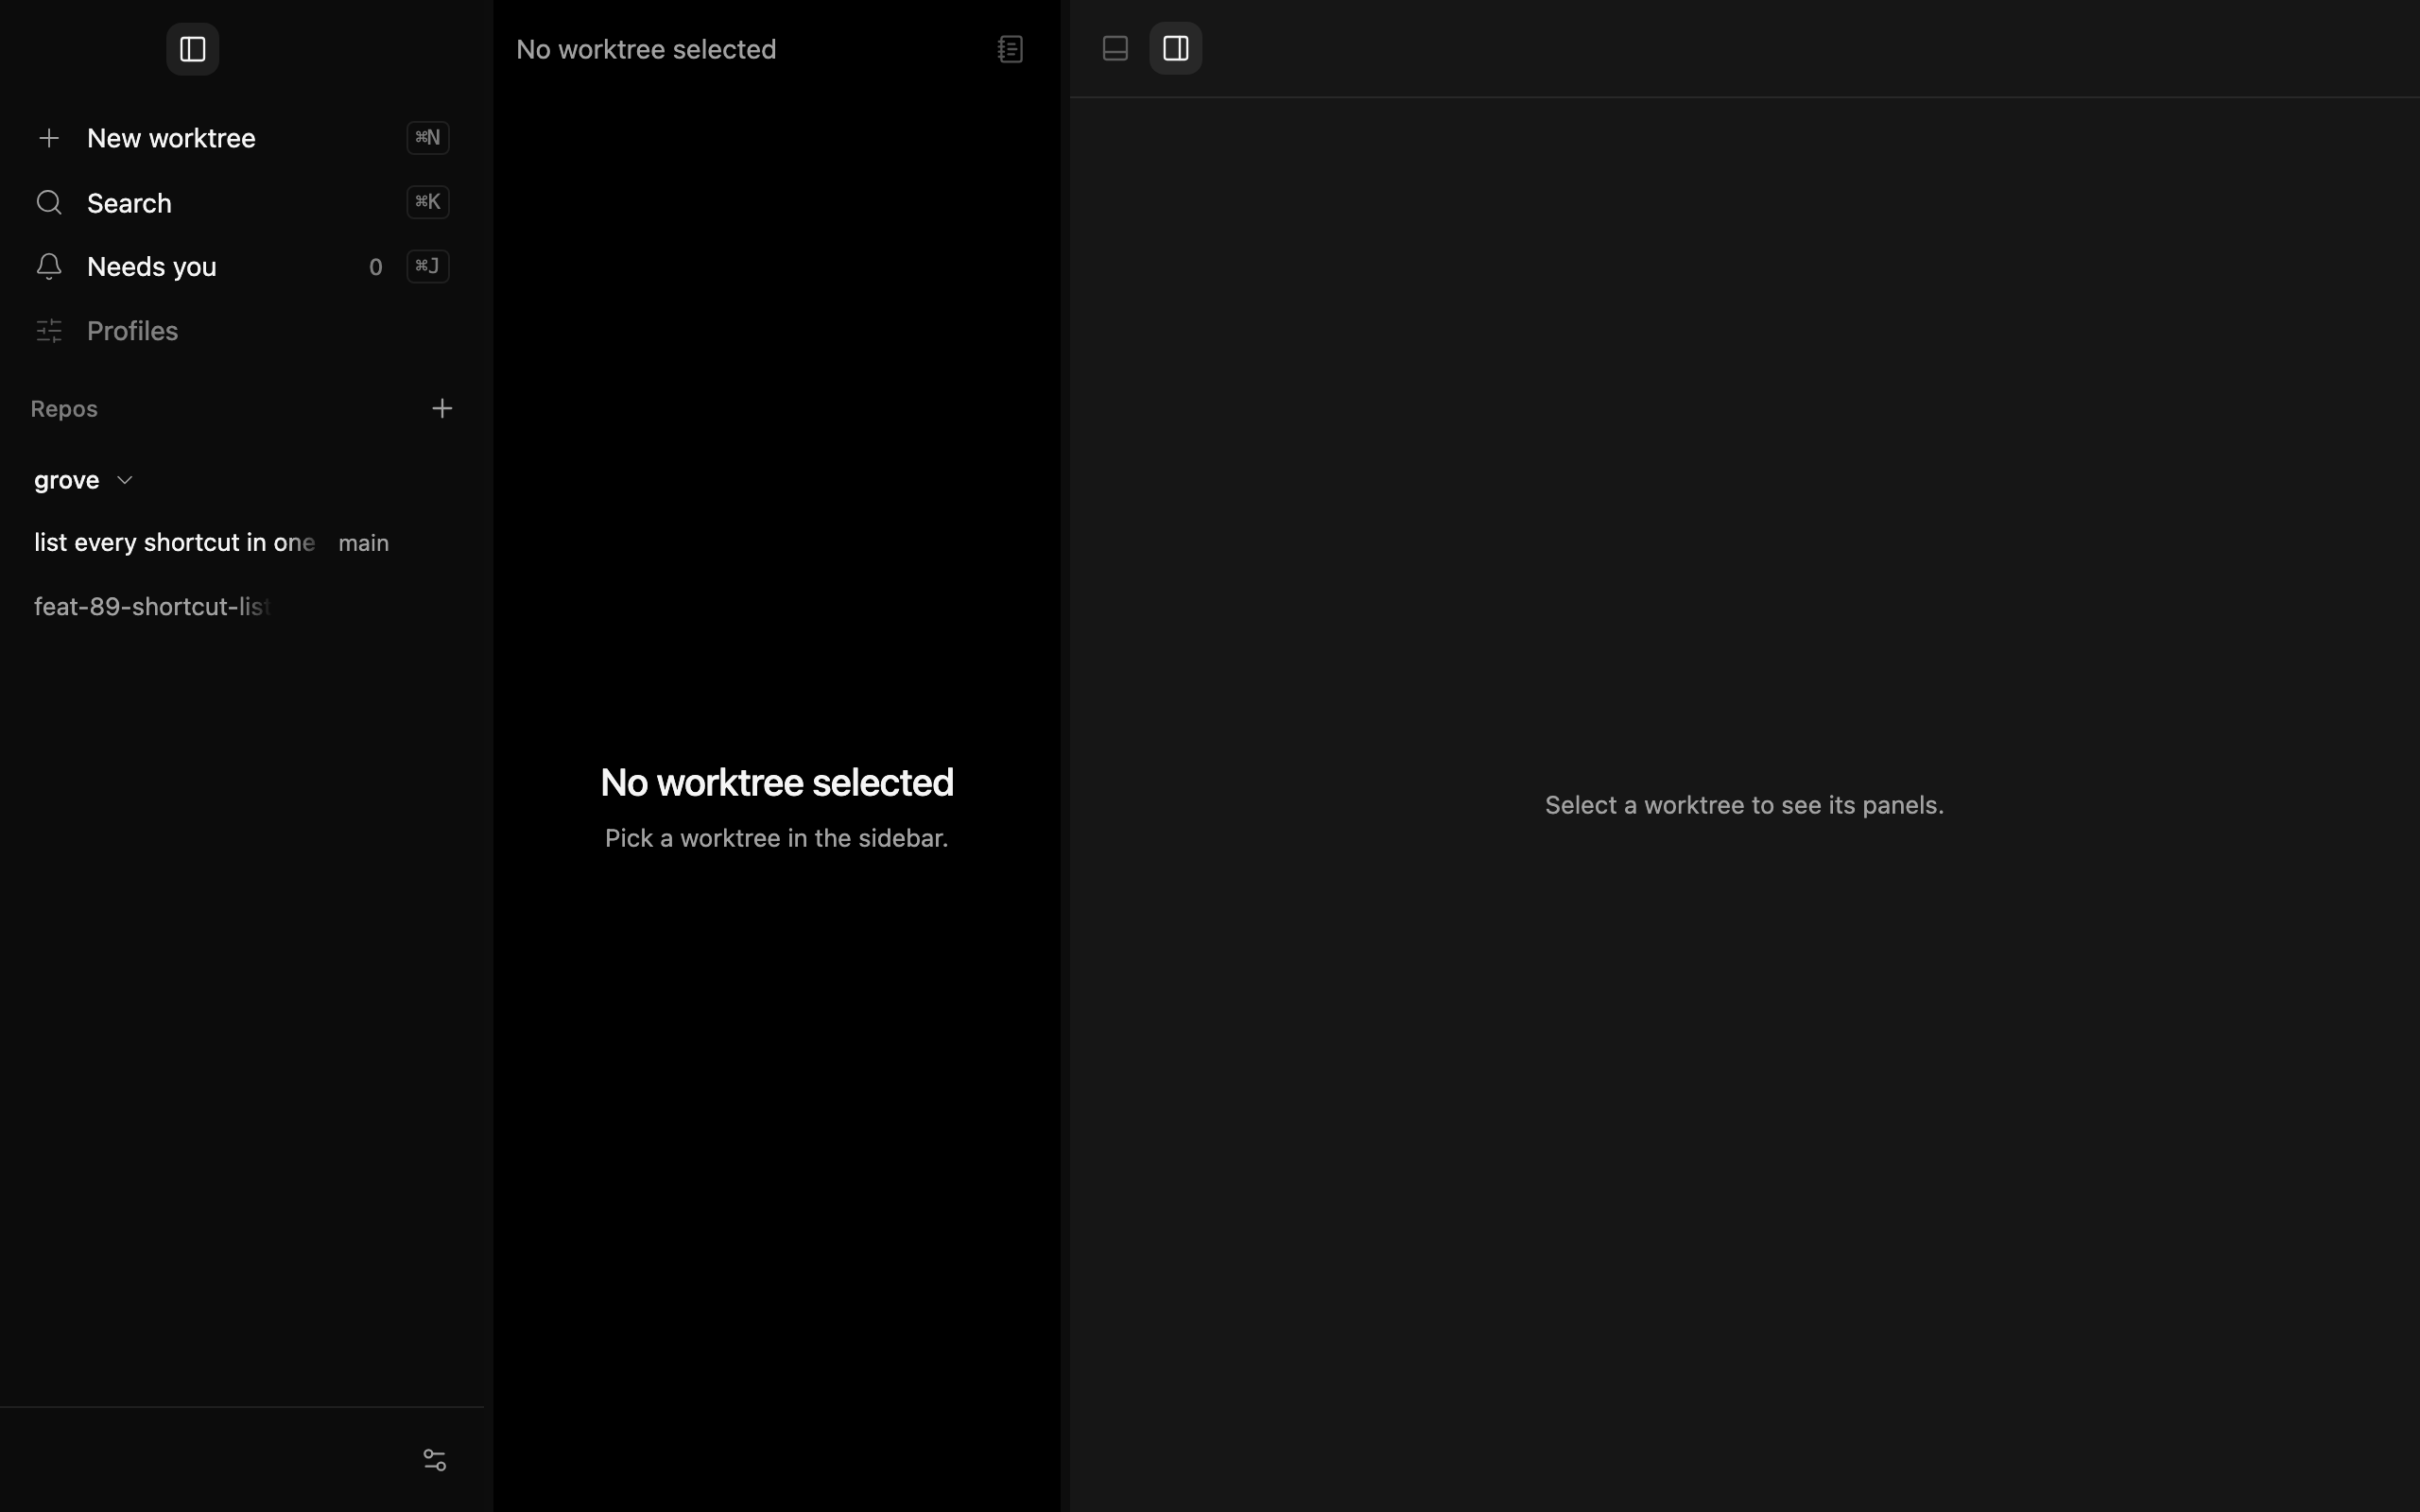 No worktree selected
New worktree ⌘N
Search ⌘K
Needs you 0 ⌘J
Profiles
Repos
grove
list every shortcut in one main
feat-89-shortcut-list
No worktree selected
Pick a worktree in the sidebar.
Select a worktree to see its panels.